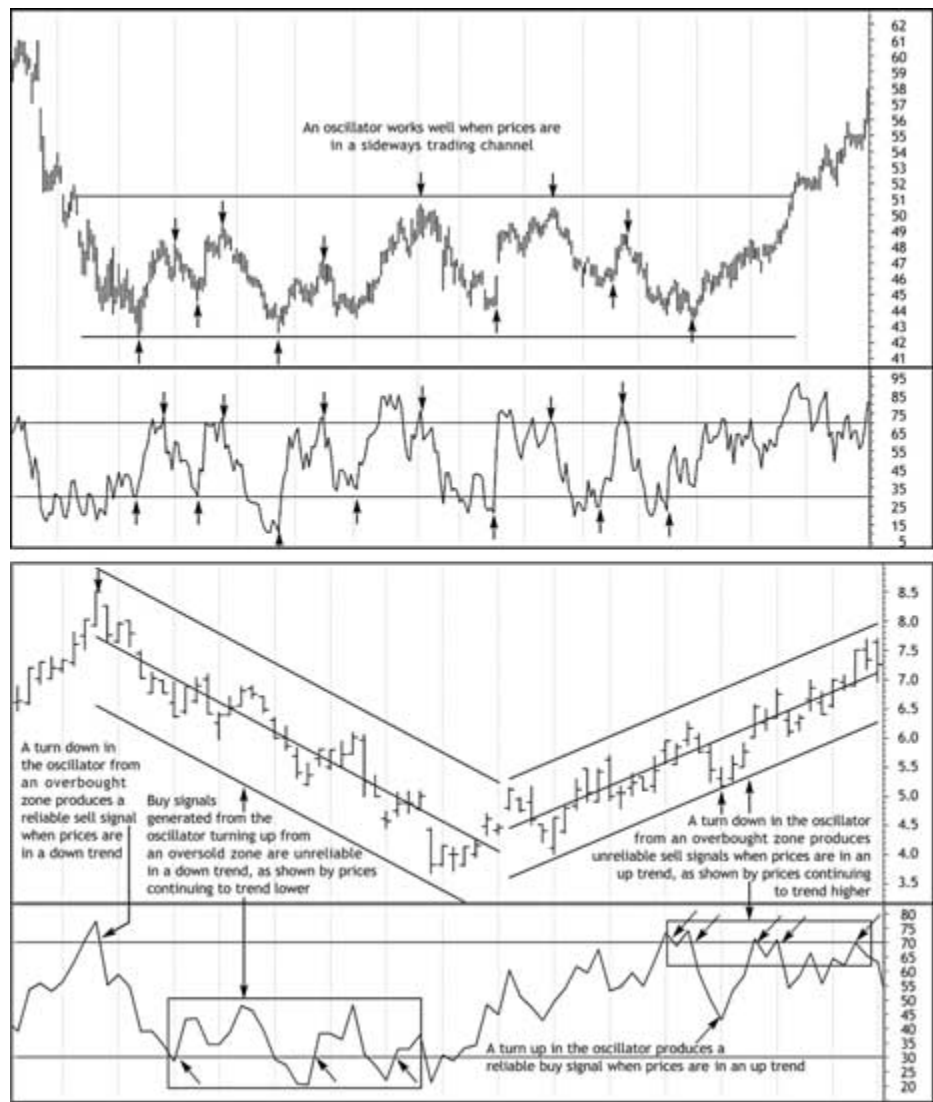 62
61
60
59
58
57
56
55
54
53
52
51
50
49
48
47
46
45
44
43
42
41
An oscillator works well when prices are
in a sideways trading channel
95
85
75
65
55
45
35
25
15
5
8.5
8.0
7.5
7.0
6.5
6.0
5.5
5.0
4.5
4.0
3.5
A turn down in
the oscillator from
an overbought
zone produces a
reliable sell signal
when prices are
in a down trend
Buy signals
generated from the
oscillator turning up from
an oversold zone are unreliable
in a down trend, as shown by prices
continuing to trend lower
A turn down in the oscillator
from an overbought zone produces
unreliable sell signals when prices are in an
up trend, as shown by prices continuing
to trend higher
80
70
65
55
50
45
40
30
20
A turn up in the oscillator produces a
reliable buy signal when prices are in an up trend